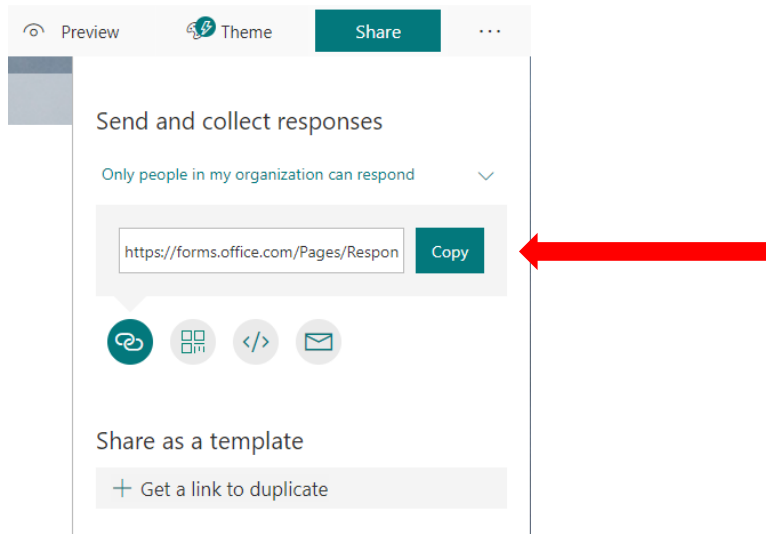 Preview Theme Share ...
Send and collect responses
Only people in my organization can respond
https://forms.office.com/Pages/Respon Copy
</>
Share as a template
+ Get a link to duplicate